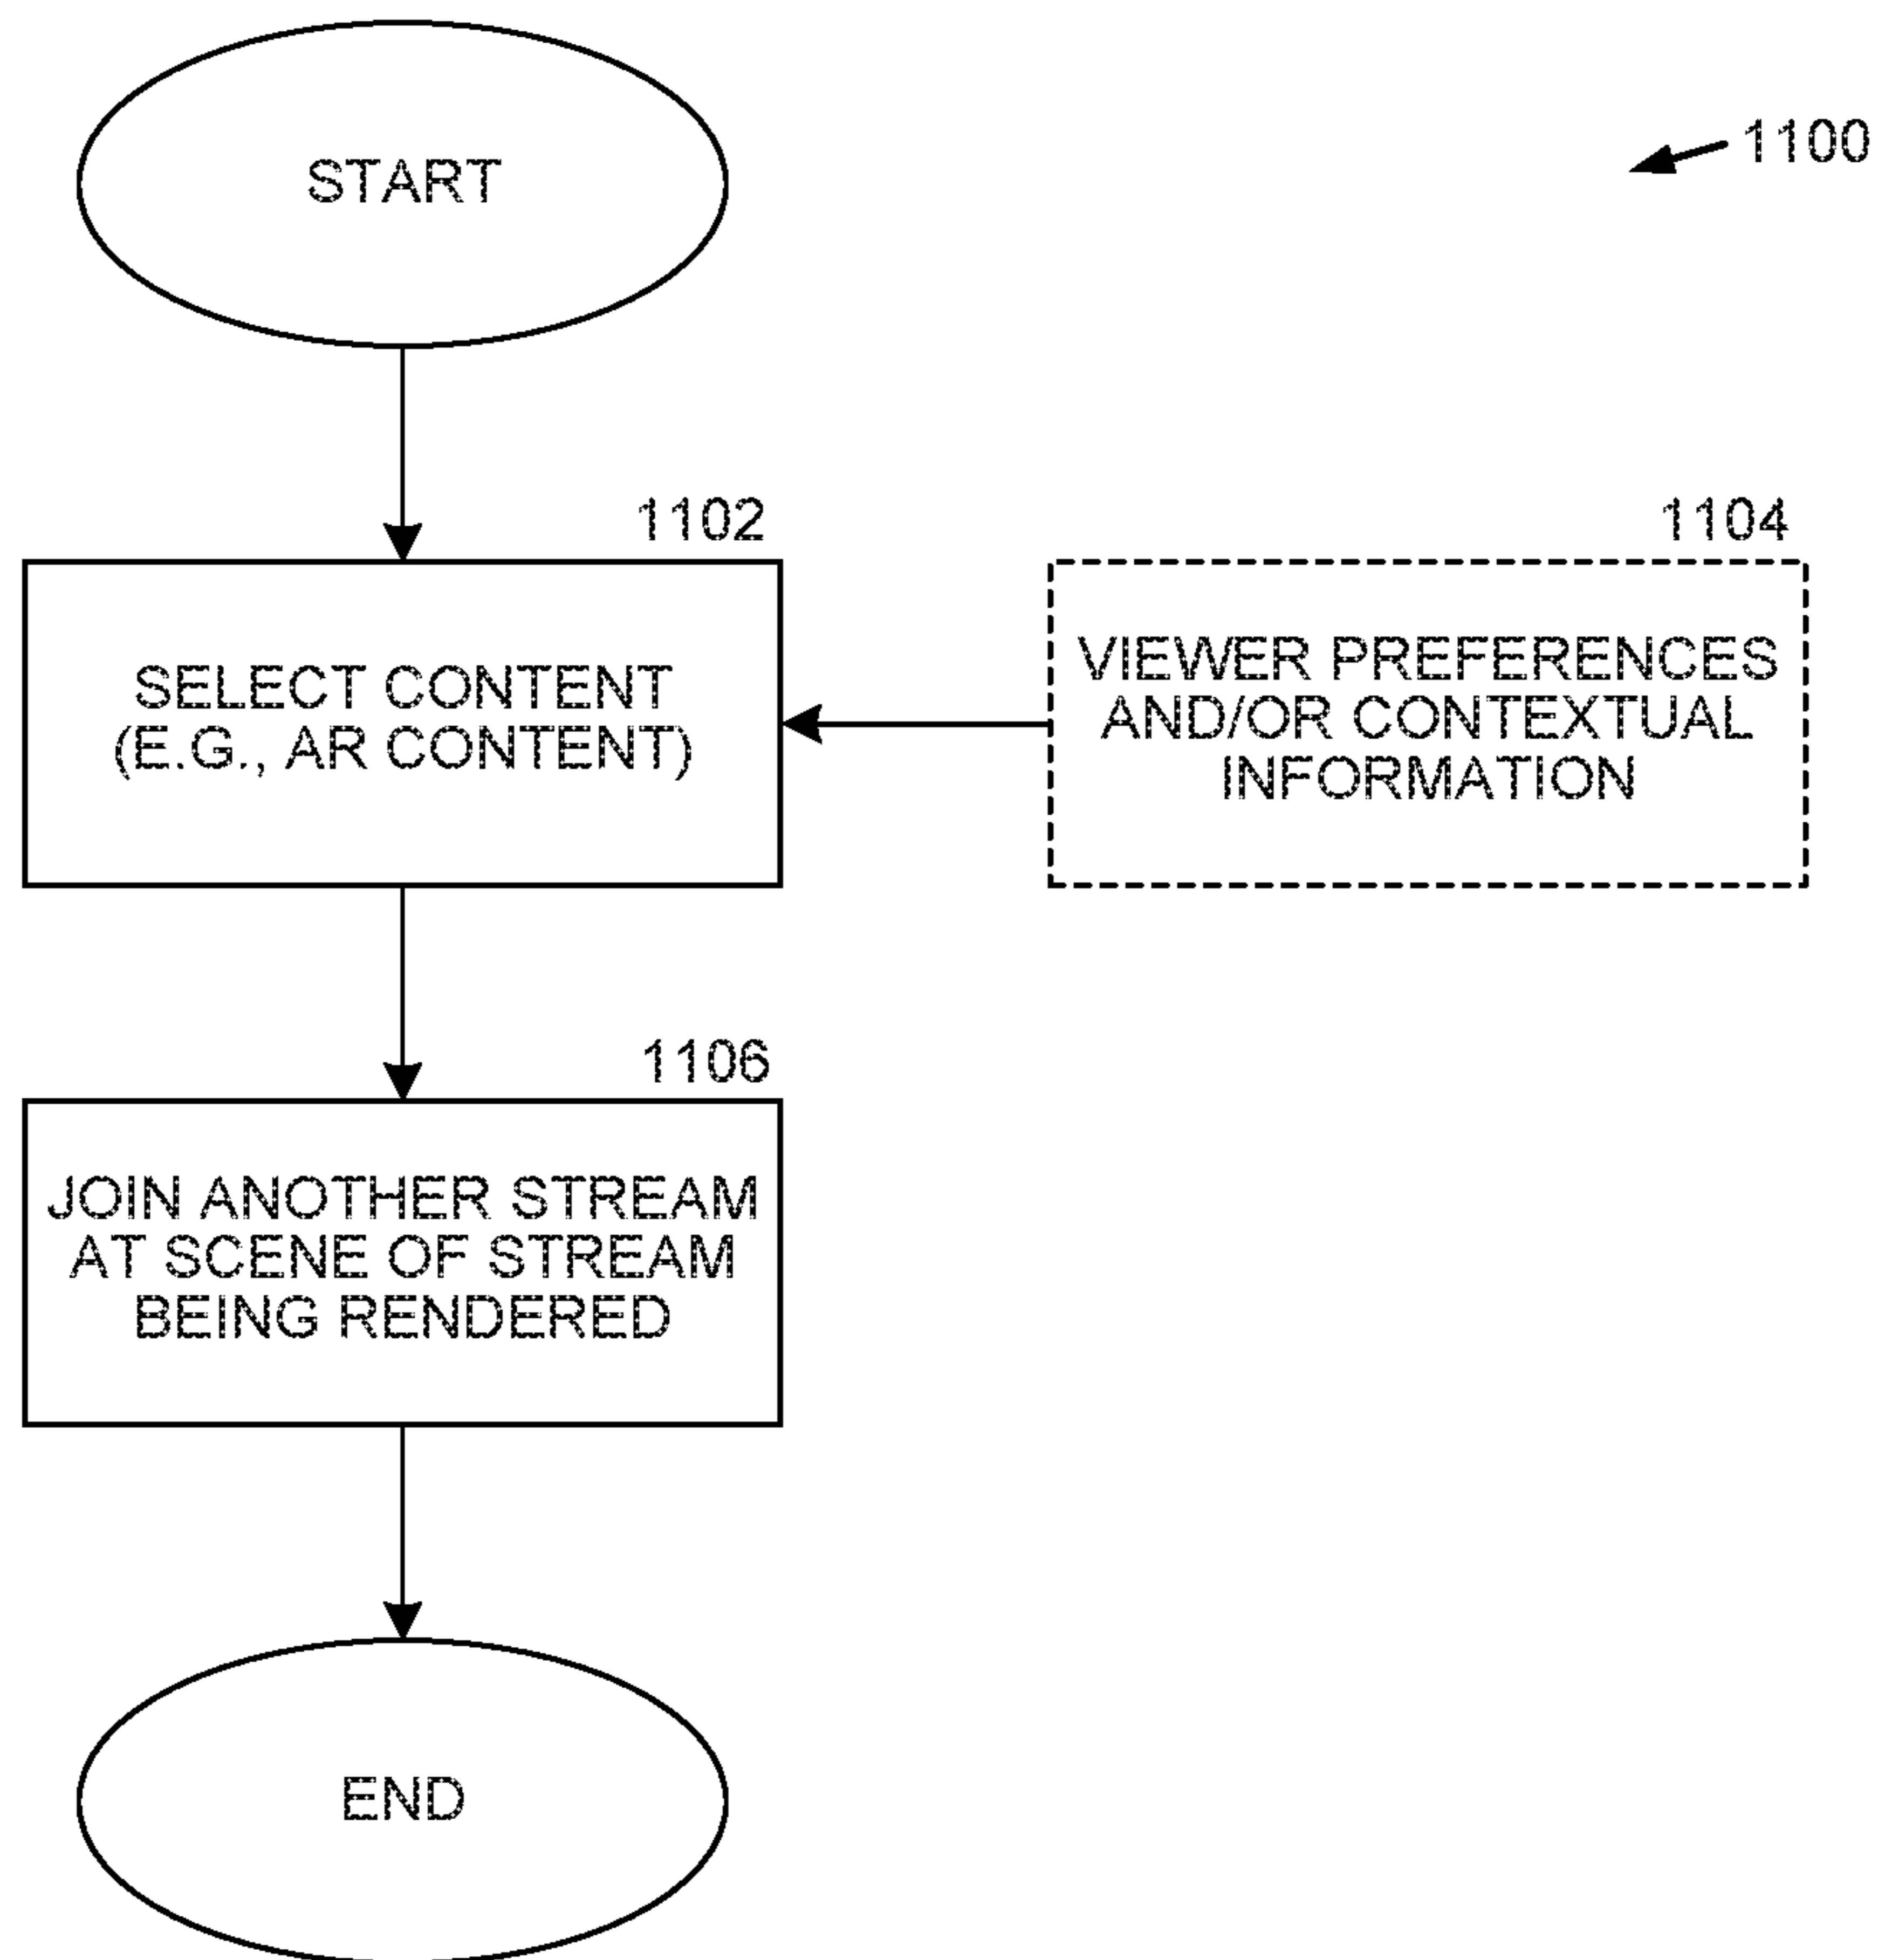 START
1100
1102
SELECT CONTENT
(E.G., AR CONTENT)
1104
VIEWER PREFERENCES
AND/OR CONTEXTUAL
INFORMATION
1106
JOIN ANOTHER STREAM
AT SCENE OF STREAM
BEING RENDERED
END